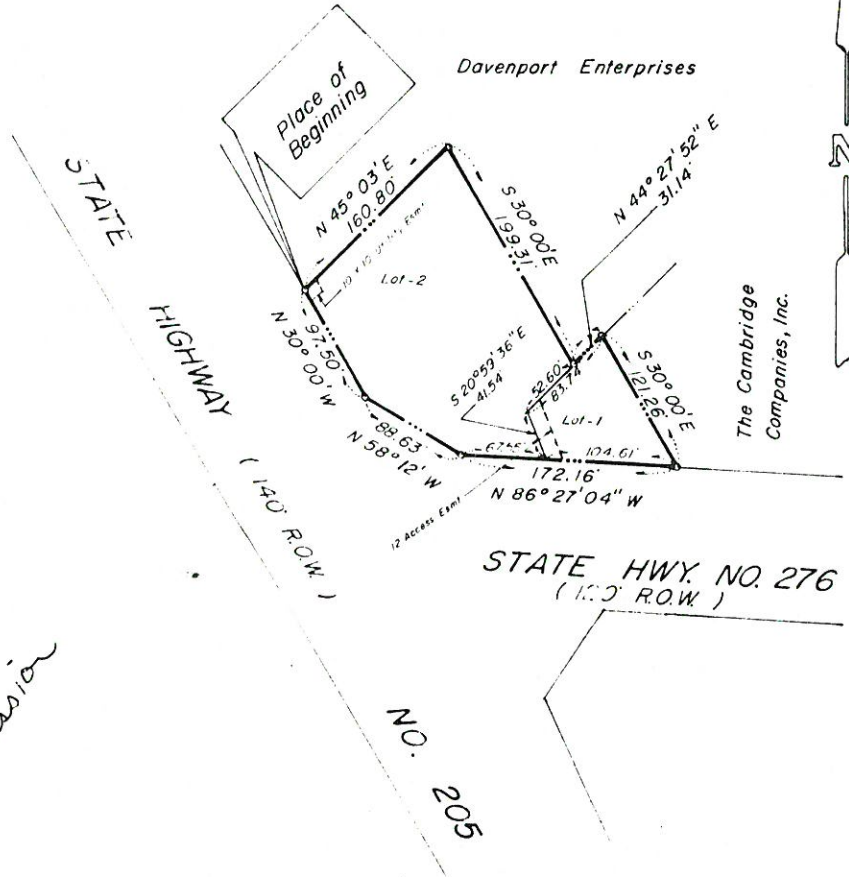 Davenport Enterprises
Place of
Beginning
N 45° 03' E
160.80'
S 30° 00' E
199.31'
N 44° 27' 52" E
31.14'
N
STATE
HIGHWAY
( 140' R.O.W. )
NO. 205
Lot-2
97.50'
N 30° 00' W
S 20° 59' 36" E
41.54'
52.60'
83.74'
Lot-1
S 30° 00' E
121.26'
The Cambridge
Companies, Inc.
88.63'
N 58° 12' W
67.55'
104.61'
172.16'
N 86° 27' 04" W
12' Access Esmt
STATE HWY. NO. 276
R.O.W. )